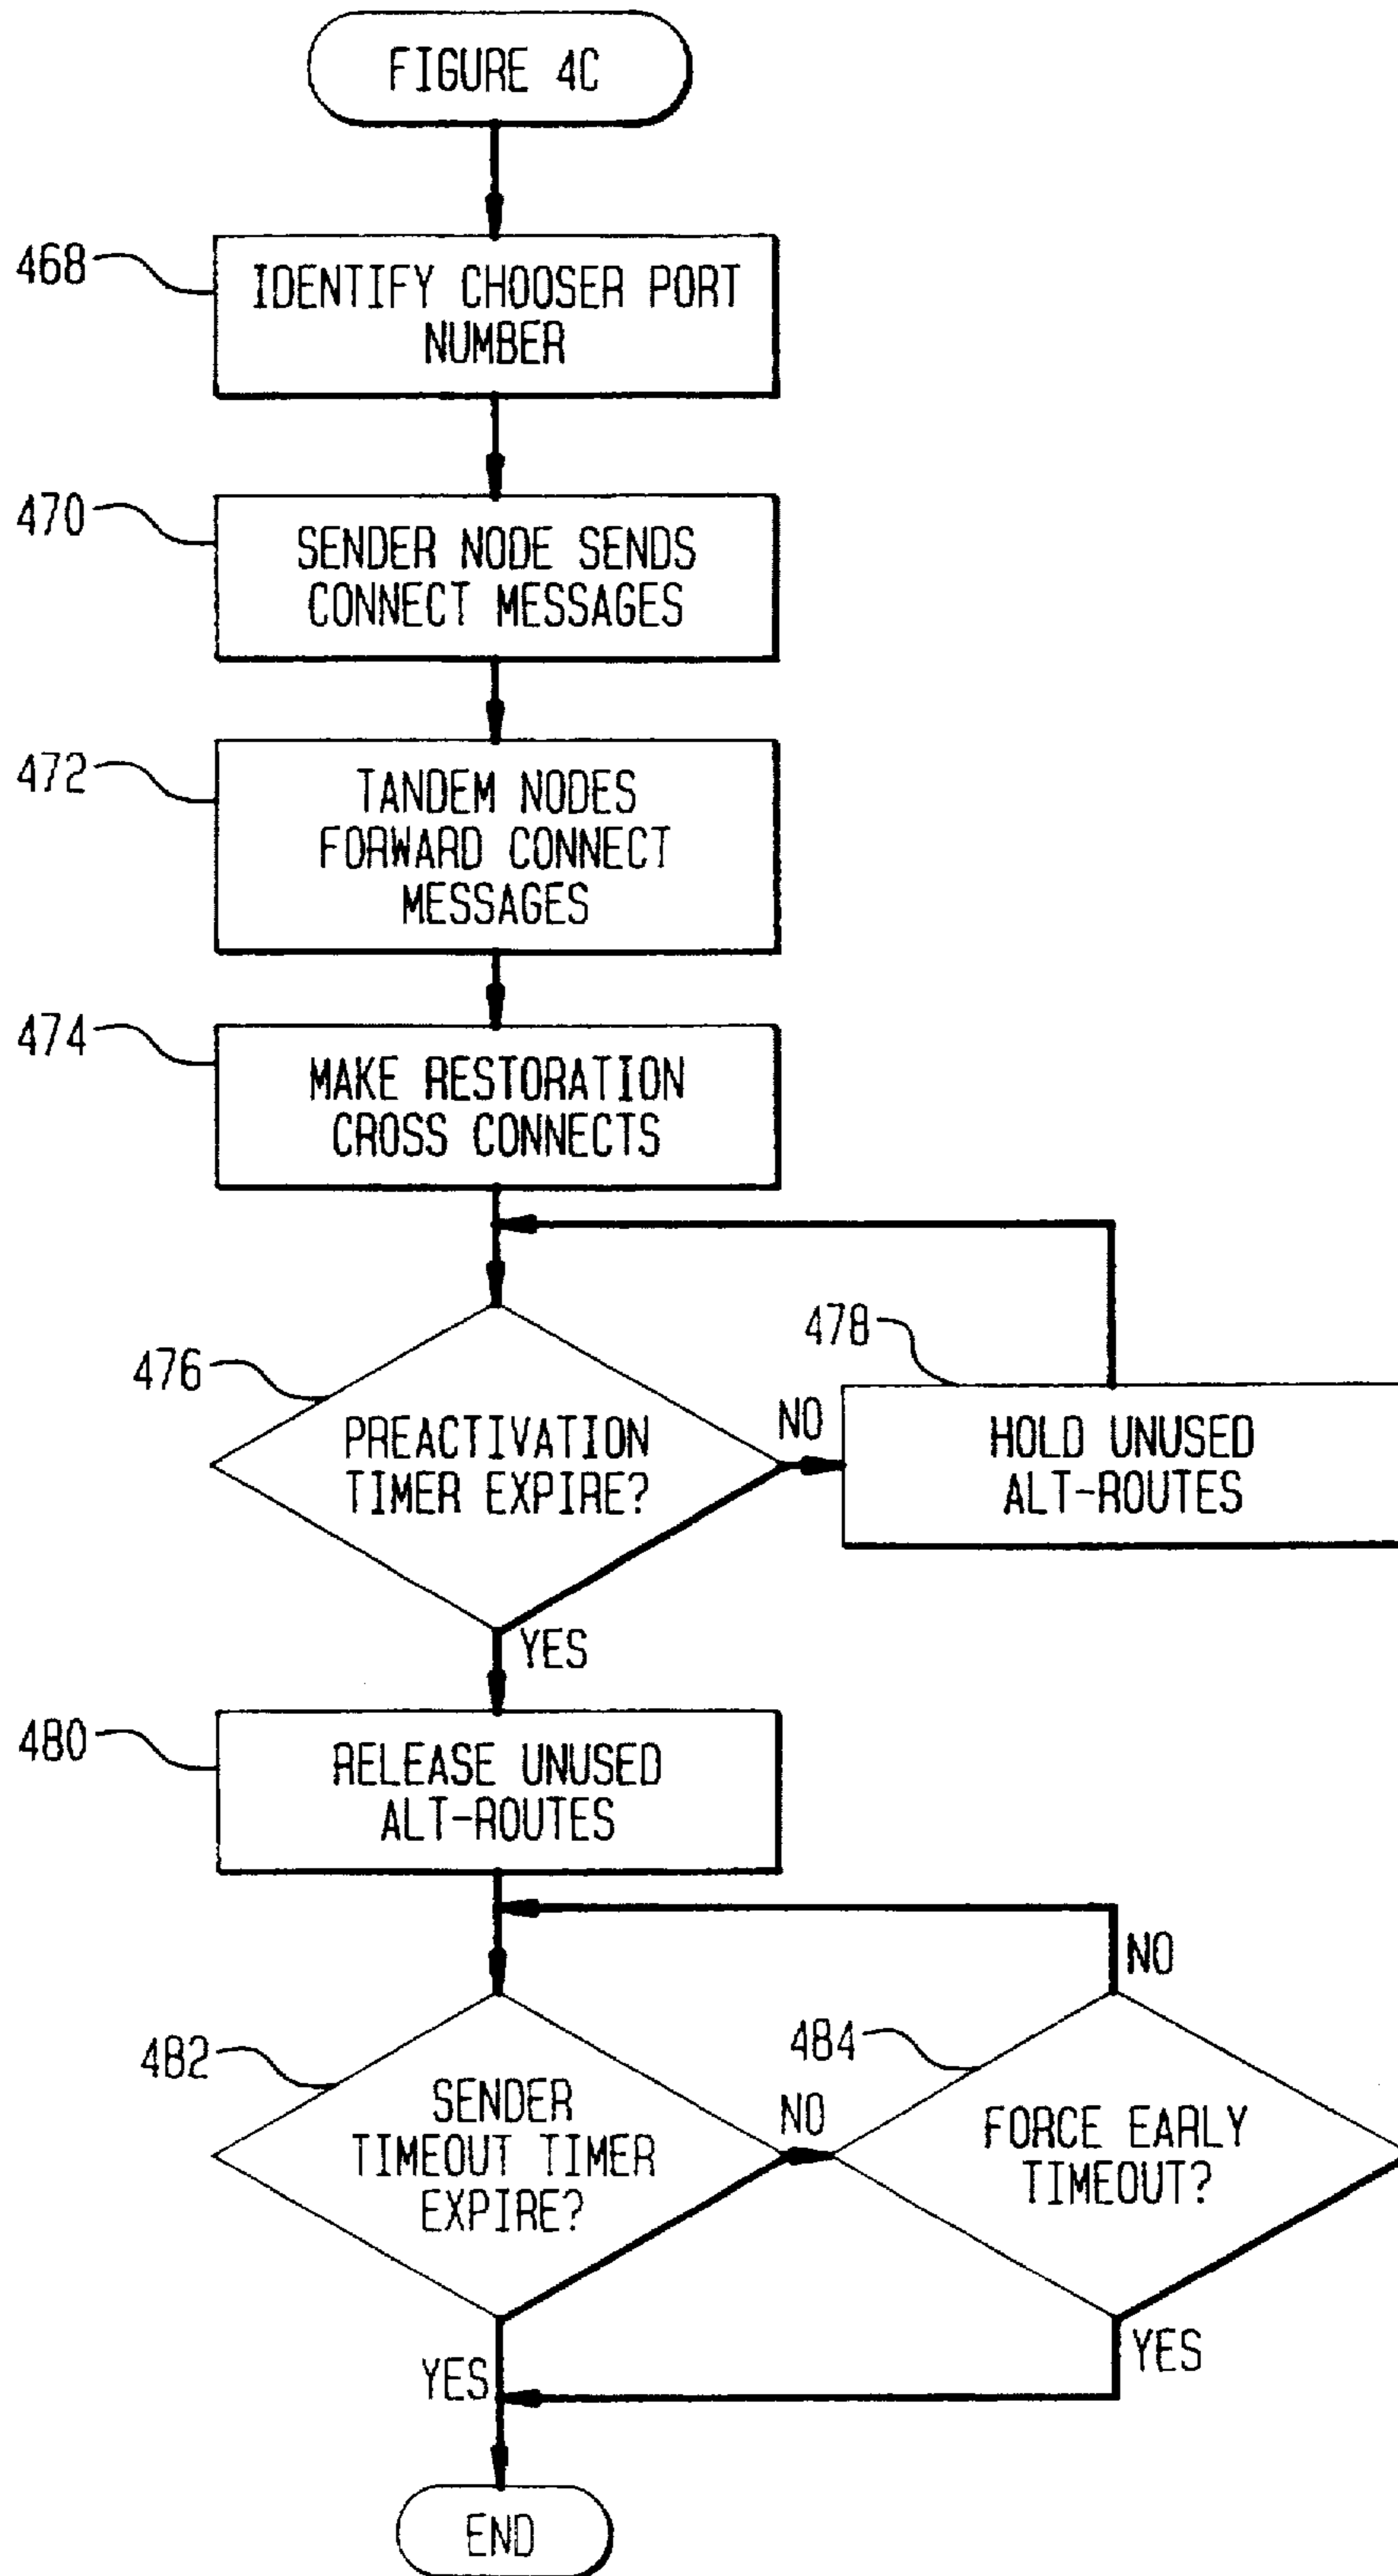 FIGURE 4C
468
IDENTIFY CHOOSER PORT
NUMBER
470
SENDER NODE SENDS
CONNECT MESSAGES
472
TANDEM NODES
FORWARD CONNECT
MESSAGES
474
MAKE RESTORATION
CROSS CONNECTS
476
PREACTIVATION
TIMER EXPIRE?
NO
478
HOLD UNUSED
ALT-ROUTES
YES
480
RELEASE UNUSED
ALT-ROUTES
482
SENDER
TIMEOUT TIMER
EXPIRE?
NO
484
FORCE EARLY
TIMEOUT?
NO
YES
YES
END